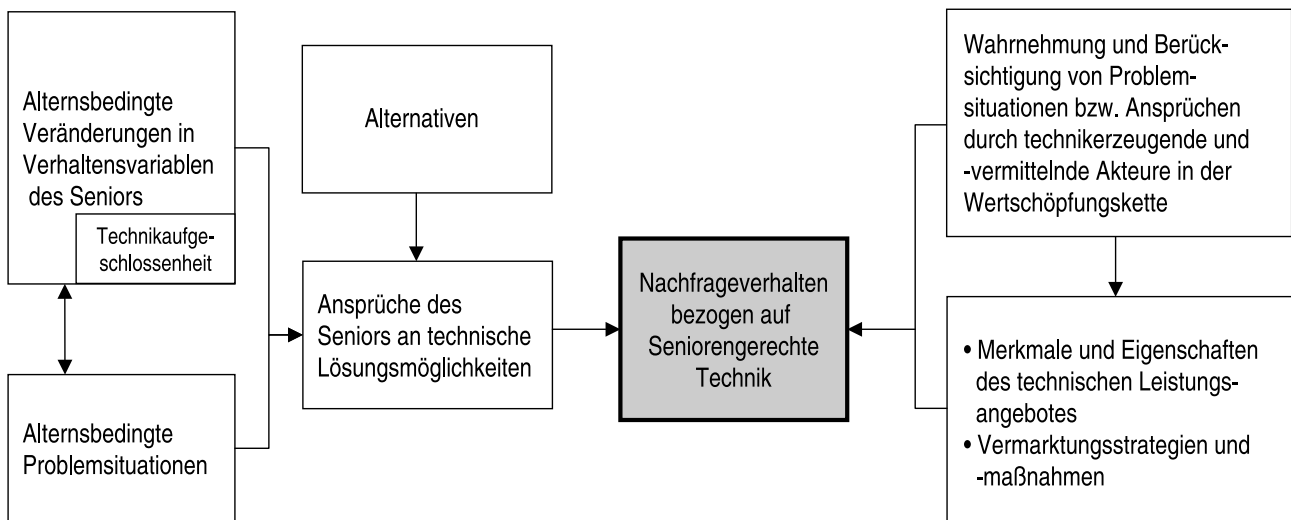 Alternsbedingte
Veränderungen in
Verhaltensvariablen
des Seniors
Technikaufge-
schlossenheit
Alternsbedingte
Problemsituationen
Alternativen
Ansprüche des
Seniors an technische
Lösungsmöglichkeiten
Nachfrageverhalten
bezogen auf
Seniorengerechte
Technik
Wahrnehmung und Berück-
sichtigung von Problem-
situationen bzw. Ansprüchen
durch technikerzeugende und
-vermittelnde Akteure in der
Wertschöpfungskette
• Merkmale und Eigenschaften
des technischen Leistungs-
angebotes
• Vermarktungsstrategien und
-maßnahmen